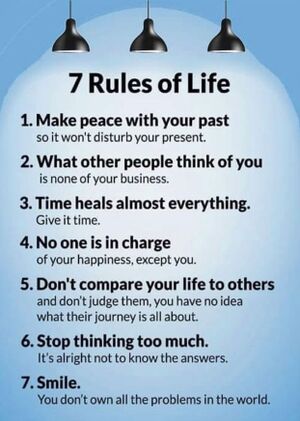 7 Rules of Life
1. Make peace with your past
so it won't disturb your present.
2. What other people think of you
is none of your business.
3. Time heals almost everything.
Give it time.
4. No one is in charge
of your happiness, except you.
5. Don't compare your life to others
and don't judge them, you have no idea
what their journey is all about.
6. Stop thinking too much.
It's alright not to know the answers.
7. Smile.
You don't own all the problems in the world.